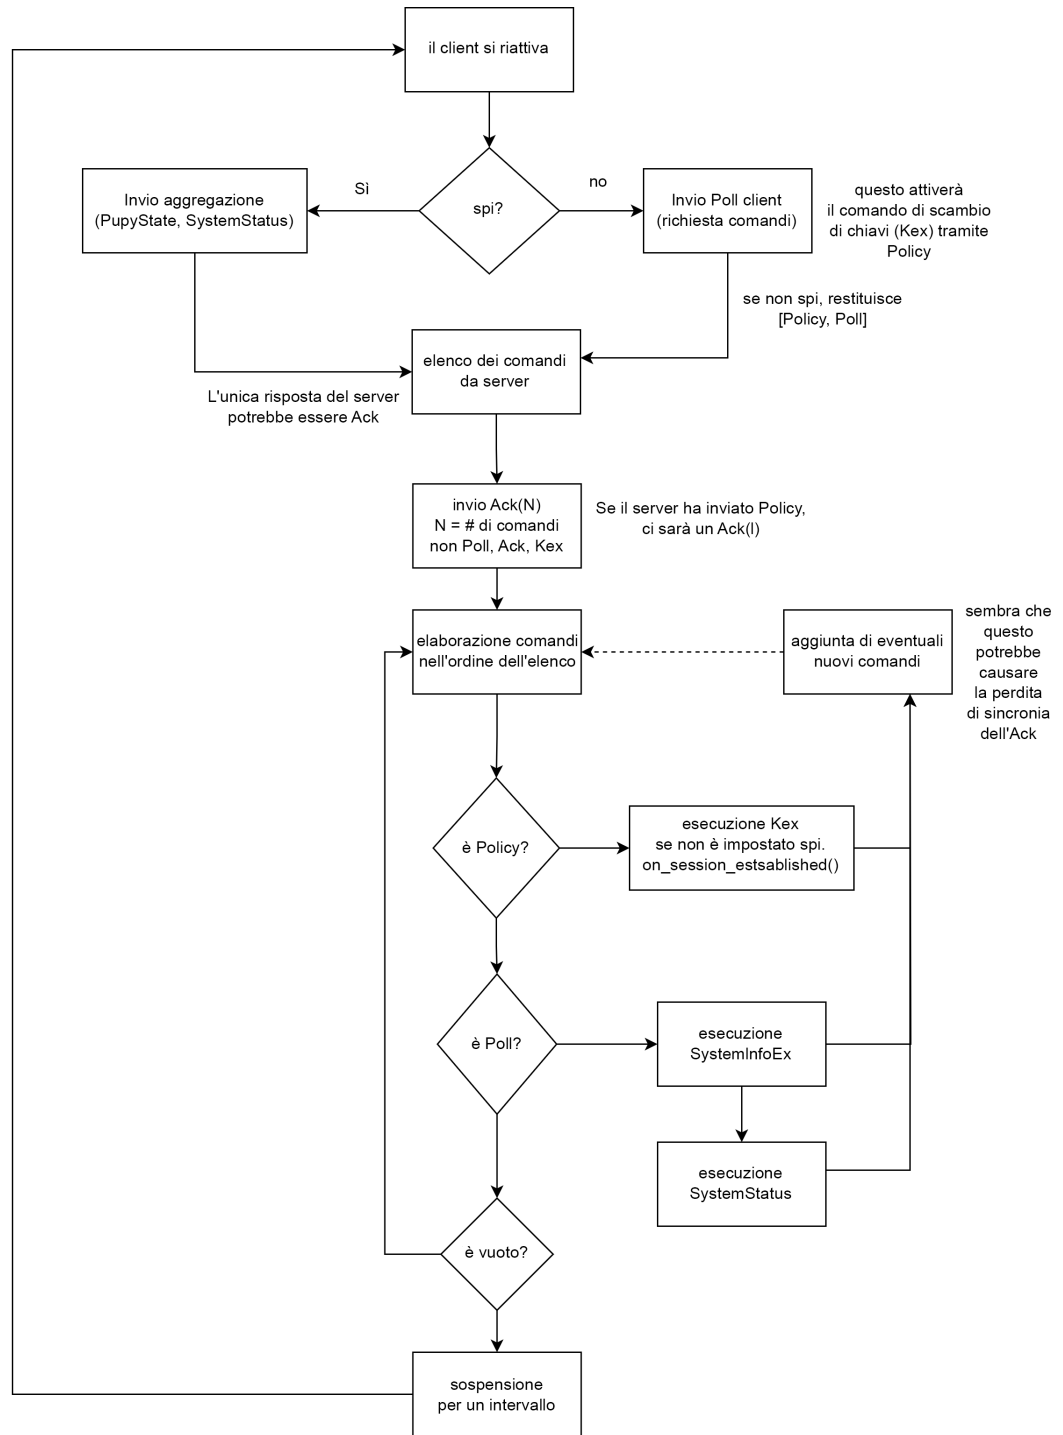 il client si riattiva
spi?
Sì
no
Invio aggregazione
(PupyState, SystemStatus)
Invio Poll client
(richiesta comandi)
questo attiverà
il comando di scambio
di chiavi (Kex) tramite
Policy
se non spi, restituisce
[Policy, Poll]
elenco dei comandi
da server
L'unica risposta del server
potrebbe essere Ack
invio Ack(N)
N = # di comandi
non Poll, Ack, Kex
Se il server ha inviato Policy,
ci sarà un Ack(l)
elaborazione comandi
nell'ordine dell'elenco
aggiunta di eventuali
nuovi comandi
sembra che
questo
potrebbe
causare
la perdita
di sincronia
dell'Ack
è Policy?
esecuzione Kex
se non è impostato spi.
on_session_estsablished()
è Poll?
esecuzione
SystemInfoEx
esecuzione
SystemStatus
è vuoto?
sospensione
per un intervallo